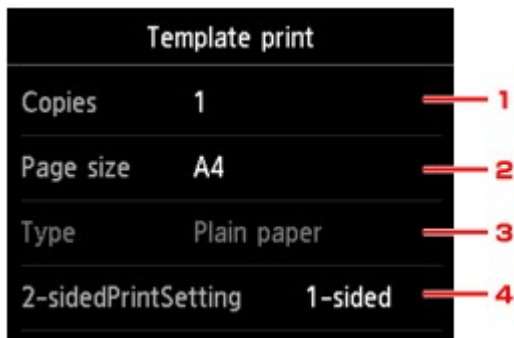 Template print
Copies 1 1
Page size A4 2
Type Plain paper 3
2-sidedPrintSetting 1-sided 4